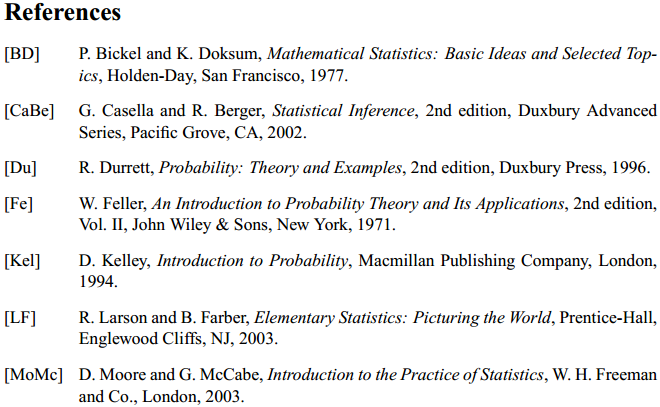 References
[BD] P. Bickel and K. Doksum, Mathematical Statistics: Basic Ideas and Selected Top-
ics, Holden-Day, San Francisco, 1977.
[CaBe] G. Casella and R. Berger, Statistical Inference, 2nd edition, Duxbury Advanced
Series, Pacific Grove, CA, 2002.
[Du] R. Durrett, Probability: Theory and Examples, 2nd edition, Duxbury Press, 1996.
[Fe] W. Feller, An Introduction to Probability Theory and Its Applications, 2nd edition,
Vol. II, John Wiley & Sons, New York, 1971.
[Kel] D. Kelley, Introduction to Probability, Macmillan Publishing Company, London,
1994.
[LF] R. Larson and B. Farber, Elementary Statistics: Picturing the World, Prentice-Hall,
Englewood Cliffs, NJ, 2003.
[MoMc] D. Moore and G. McCabe, Introduction to the Practice of Statistics, W. H. Freeman
and Co., London, 2003.